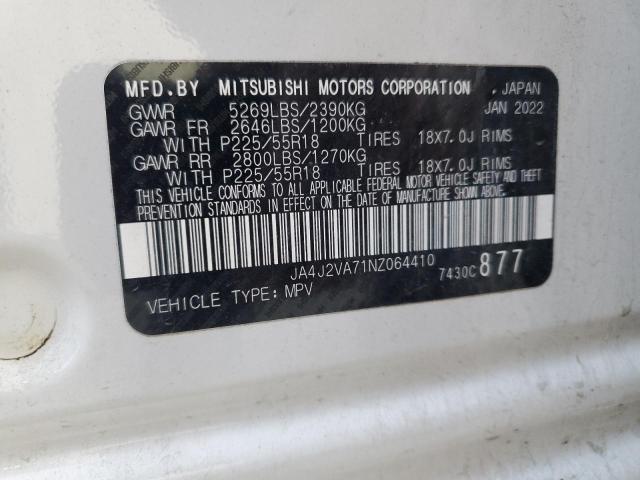 MFD.BY MITSUBISHI MOTORS CORPORATION , JAPAN
GVWR 5269LBS/2390KG JAN 2022
GAWR FR 2646LBS/1200KG
WITH P225/55R18 TIRES 18X7.0J RIMS
GAWR RR 2800LBS/1270KG
WITH P225/55R18 TIRES 18X7.0J RIMS
THIS VEHICLE CONFORMS TO ALL APPLICABLE FEDERAL MOTOR VEHICLE SAFETY AND THEFT
PREVENTION STANDARDS IN EFFECT ON THE DATE OF MANUFACTURE SHOWN ABOVE.
JA4J2VA71NZ064410 7430C 877
VEHICLE TYPE: MPV